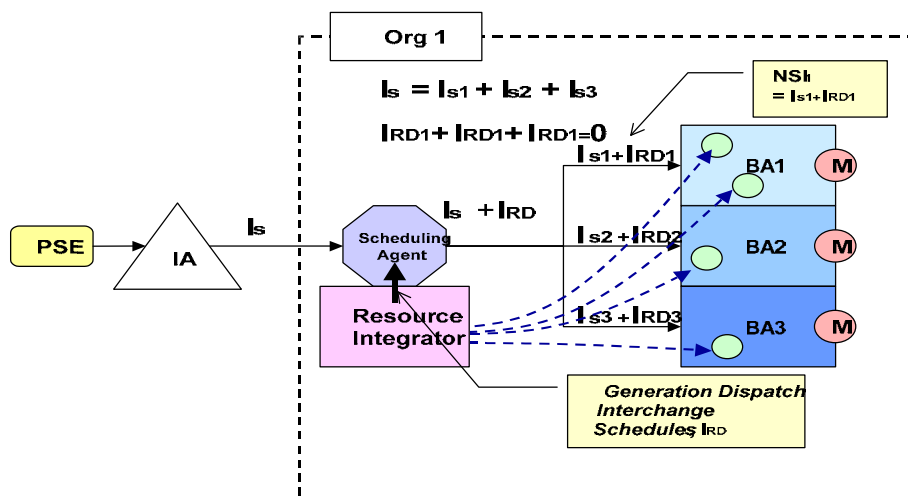 Org 1
Is = Is1 + Is2 + Is3
IRD1+ IRD1+ IRD1=0
NSI1
= Is1+IRD1
Is1+IRD1
BA1
M
PSE
IA
Is
Is +IRD
Scheduling
Agent
Is2+IRD2
BA2
M
Resource
Integrator
Is3+IRD3
BA3
M
Generation Dispatch
Interchange
Schedules, IRD